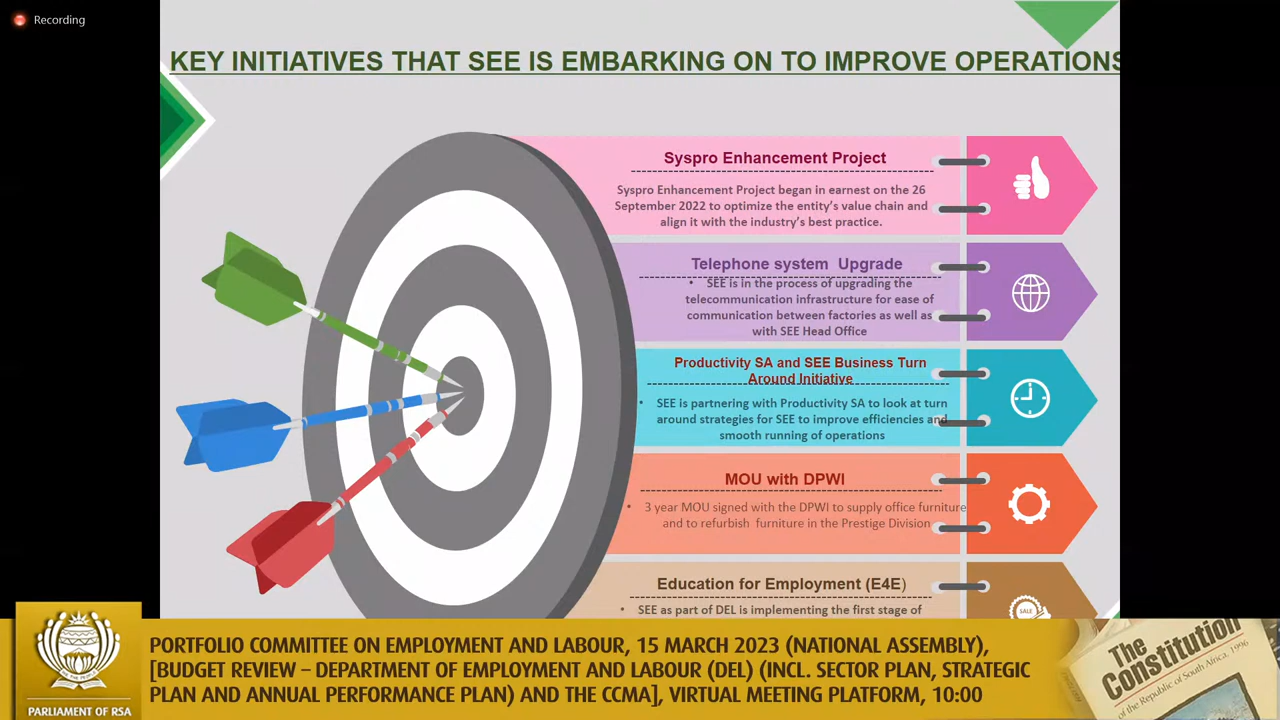 Recording
KEY INITIATIVES THAT SEE IS EMBARKING ON TO IMPROVE OPERATIONS
Syspro Enhancement Project
Syspro Enhancement Project began in earnest on the 26
September 2022 to optimize the entity's value chain and
align it with the industry's best practice.
Telephone system Upgrade
• SEE is in the process of upgrading the
telecommunication infrastructure for ease of
communication between factories as well as
with SEE Head Office
Productivity SA and SEE Business Turn
Around Initiative
• SEE is partnering with Productivity SA to look at turn
around strategies for SEE to improve efficiencies and
smooth running of operations
MOU with DPWI
• 3 year MOU signed with the DPWI to supply office furniture
and to refurbish furniture in the Prestige Division
Education for Employment (E4E)
• SEE as part of DEL is implementing the first stage of
SALE
PARLIAMENT OF RSA
PORTFOLIO COMMITTEE ON EMPLOYMENT AND LABOUR, 15 MARCH 2023 (NATIONAL ASSEMBLY),
[BUDGET REVIEW – DEPARTMENT OF EMPLOYMENT AND LABOUR (DEL) (INCL. SECTOR PLAN, STRATEGIC
PLAN AND ANNUAL PERFORMANCE PLAN) AND THE CCMA], VIRTUAL MEETING PLATFORM, 10:00
The
Constitution
of the Republic of South Africa, 1996